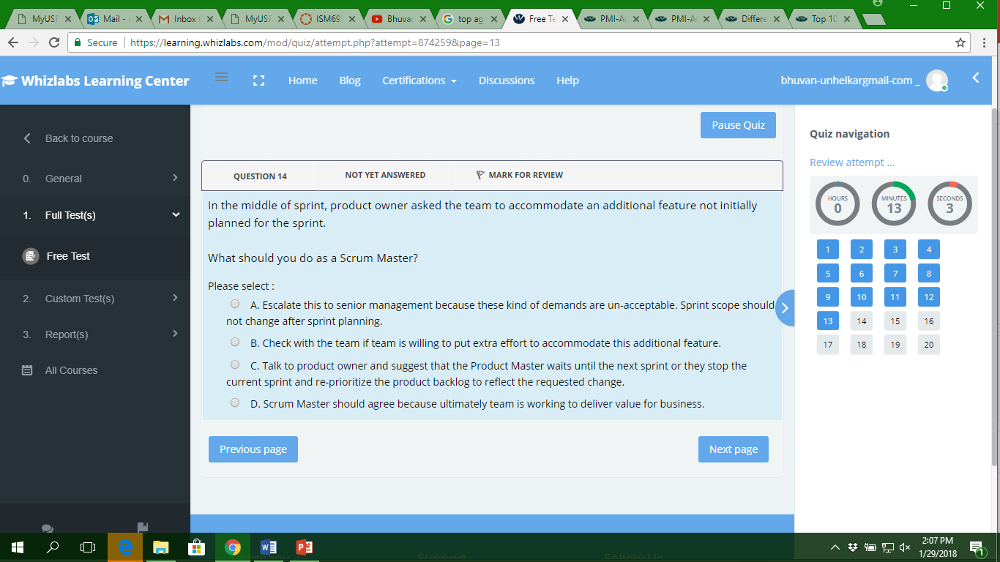 MyUSF
Mail -
Inbox (
MyUSF
ISM69
Bhuvan
top ag
Free Te
PMI-A
PMI-A
Differe
Top 10
Secure https://learning.whizlabs.com/mod/quiz/attempt.php?attempt=874259&page=13
Whizlabs Learning Center
Home Blog Certifications Discussions Help
bhuvan-unhelkargmail-com _
Back to course
0. General
1. Full Test(s)
Free Test
2. Custom Test(s)
3. Report(s)
All Courses
Pause Quiz
QUESTION 14 NOT YET ANSWERED MARK FOR REVIEW
In the middle of sprint, product owner asked the team to accommodate an additional feature not initially
planned for the sprint.
What should you do as a Scrum Master?
Please select :
A. Escalate this to senior management because these kind of demands are un-acceptable. Sprint scope should
not change after sprint planning.
B. Check with the team if team is willing to put extra effort to accommodate this additional feature.
C. Talk to product owner and suggest that the Product Master waits until the next sprint or they stop the
current sprint and re-prioritize the product backlog to reflect the requested change.
D. Scrum Master should agree because ultimately team is working to deliver value for business.
Previous page Next page
Quiz navigation
Review attempt ...
HOURS MINUTES SECONDS
0 13 3
1 2 3 4
5 6 7 8
9 10 11 12
13 14 15 16
17 18 19 20
Company Support Follow Us
2:07 PM
1/29/2018
1